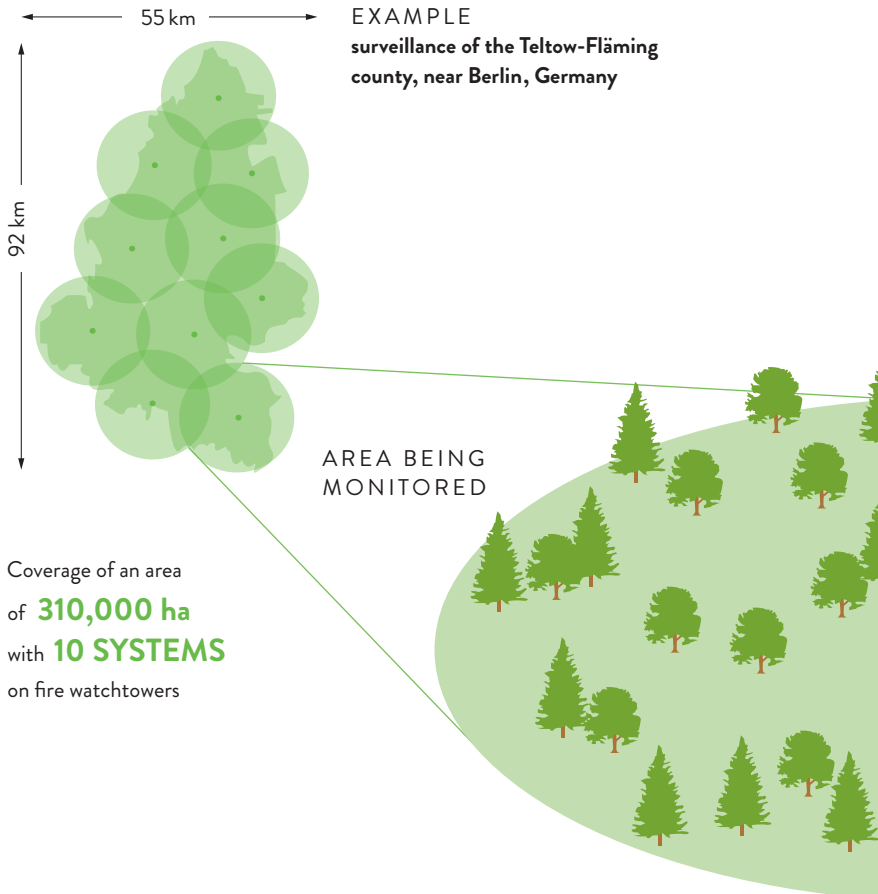 55 km
EXAMPLE
surveillance of the Teltow-Fläming
county, near Berlin, Germany
92 km
AREA BEING
MONITORED
Coverage of an area
of 310,000 ha
with 10 SYSTEMS
on fire watchtowers